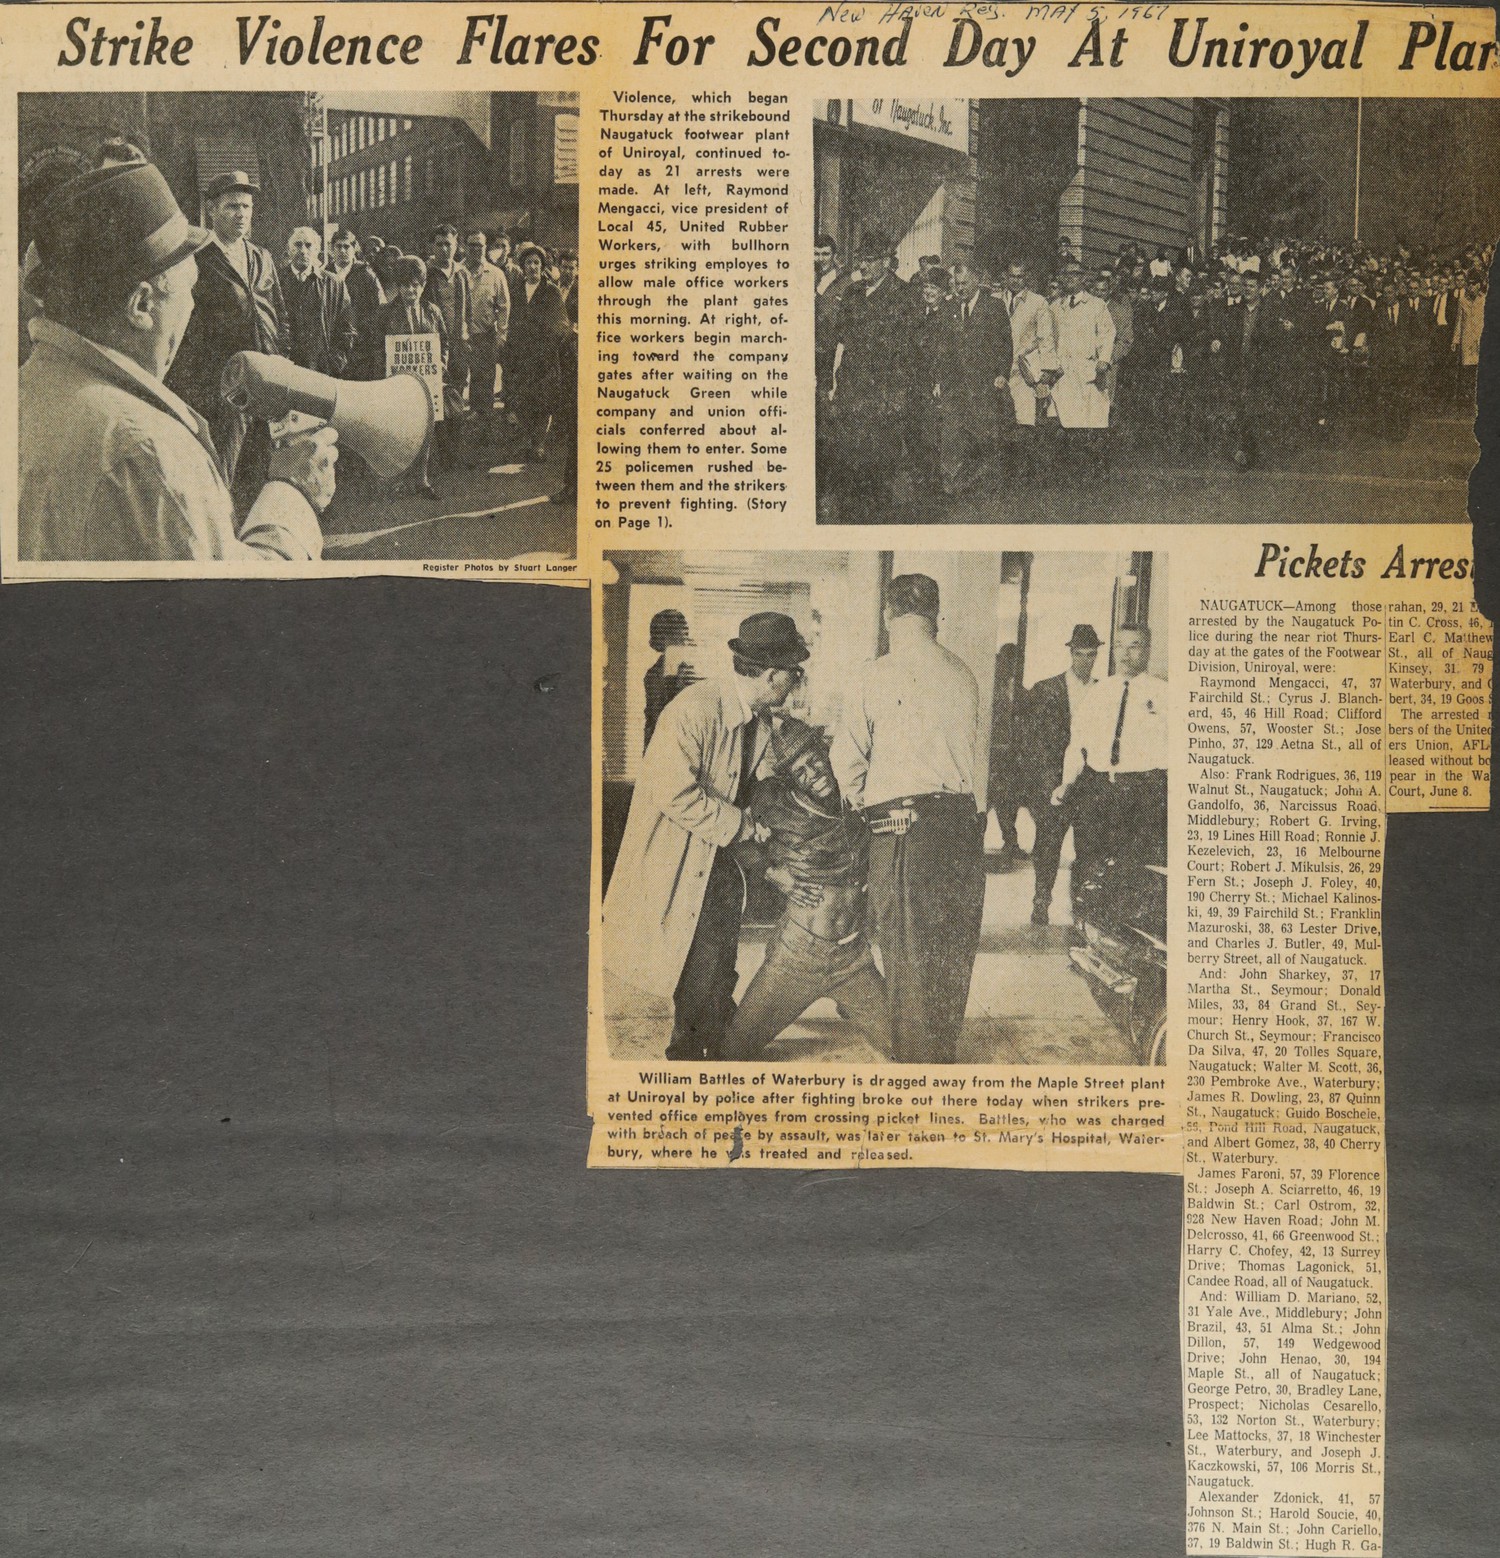 New Haven Reg. MAY 5, 1967
Strike Violence Flares For Second Day At Uniroyal Plan
Violence, which began
Thursday at the strikebound
Naugatuck footwear plant
of Uniroyal, continued to-
day as 21 arrests were
made. At left, Raymond
Mengacci, vice president of
Local 45, United Rubber
Workers, with bullhorn
urges striking employes to
allow male office workers
through the plant gates
this morning. At right, of-
fice workers begin march-
ing toward the company
gates after waiting on the
Naugatuck Green while
company and union offi-
cials conferred about al-
lowing them to enter. Some
25 policemen rushed be-
tween them and the strikers
to prevent fighting. (Story
on Page 1).
UNITED
RUBBER
WORKERS
of Naugatuck, Inc.
Register Photos by Stuart Langer
William Battles of Waterbury is dragged away from the Maple Street plant
at Uniroyal by police after fighting broke out there today when strikers pre-
vented office employes from crossing picket lines. Battles, who was charged
with breach of peace by assault, was later taken to St. Mary's Hospital, Water-
bury, where he was treated and released.
Pickets Arres
NAUGATUCK—Among those
arrested by the Naugatuck Po-
lice during the near riot Thurs-
day at the gates of the Footwear
Division, Uniroyal, were:
Raymond Mengacci, 47, 37
Fairchild St.; Cyrus J. Blanch-
ard, 45, 46 Hill Road; Clifford
Owens, 57, Wooster St.; Jose
Pinho, 37, 129 Aetna St., all of
Naugatuck.
Also: Frank Rodrigues, 36, 119
Walnut St., Naugatuck; John A.
Gandolfo, 36, Narcissus Road,
Middlebury; Robert G. Irving,
23, 19 Lines Hill Road; Ronnie J.
Kezelevich, 23, 16 Melbourne
Court; Robert J. Mikulsis, 26, 29
Fern St.; Joseph J. Foley, 40,
190 Cherry St.; Michael Kalinos-
ki, 49, 39 Fairchild St.; Franklin
Mazuroski, 38, 63 Lester Drive,
and Charles J. Butler, 49, Mul-
berry Street, all of Naugatuck.
And: John Sharkey, 37, 17
Martha St., Seymour; Donald
Miles, 33, 84 Grand St., Sey-
mour; Henry Hook, 37, 167 W.
Church St., Seymour; Francisco
Da Silva, 47, 20 Tolles Square,
Naugatuck; Walter M. Scott, 36,
230 Pembroke Ave., Waterbury;
James R. Dowling, 23, 87 Quinn
St., Naugatuck; Guido Boscheie,
Pond Hill Road, Naugatuck,
and Albert Gomez, 38, 40 Cherry
St., Waterbury.
James Faroni, 57, 39 Florence
St.; Joseph A. Sciarretto, 46, 19
Baldwin St.; Carl Ostrom, 32,
928 New Haven Road; John M.
Delcrosso, 41, 66 Greenwood St.;
Harry C. Chofey, 42, 13 Surrey
Drive; Thomas Lagonick, 51,
Candee Road, all of Naugatuck.
And: William D. Mariano, 52,
31 Yale Ave., Middlebury; John
Brazil, 43, 51 Alma St.; John
Dillon, 57, 149 Wedgewood
Drive; John Henao, 30, 194
Maple St., all of Naugatuck;
George Petro, 30, Bradley Lane,
Prospect; Nicholas Cesarello,
53, 132 Norton St., Waterbury;
Lee Mattocks, 37, 18 Winchester
St., Waterbury, and Joseph J.
Kaczkowski, 57, 106 Morris St.,
Naugatuck.
Alexander Zdonick, 41, 57
Johnson St.; Harold Soucie, 40,
376 N. Main St.; John Cariello,
37, 19 Baldwin St.; Hugh R. Ga-
rahan, 29, 21
tin C. Cross, 46,
Earl C. Matthew
St., all of Naug
Kinsey, 31, 79
Waterbury, and
bert, 34, 19 Goos
The arrested
bers of the United
ers Union, AFL
leased without bo
pear in the Wa
Court, June 8.